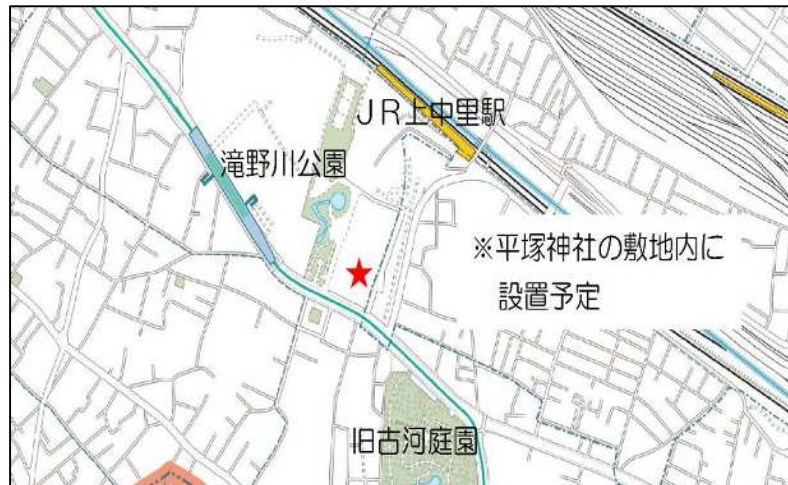 JR上中里駅
滝野川公園
※平塚神社の敷地内に
設置予定
旧古河庭園